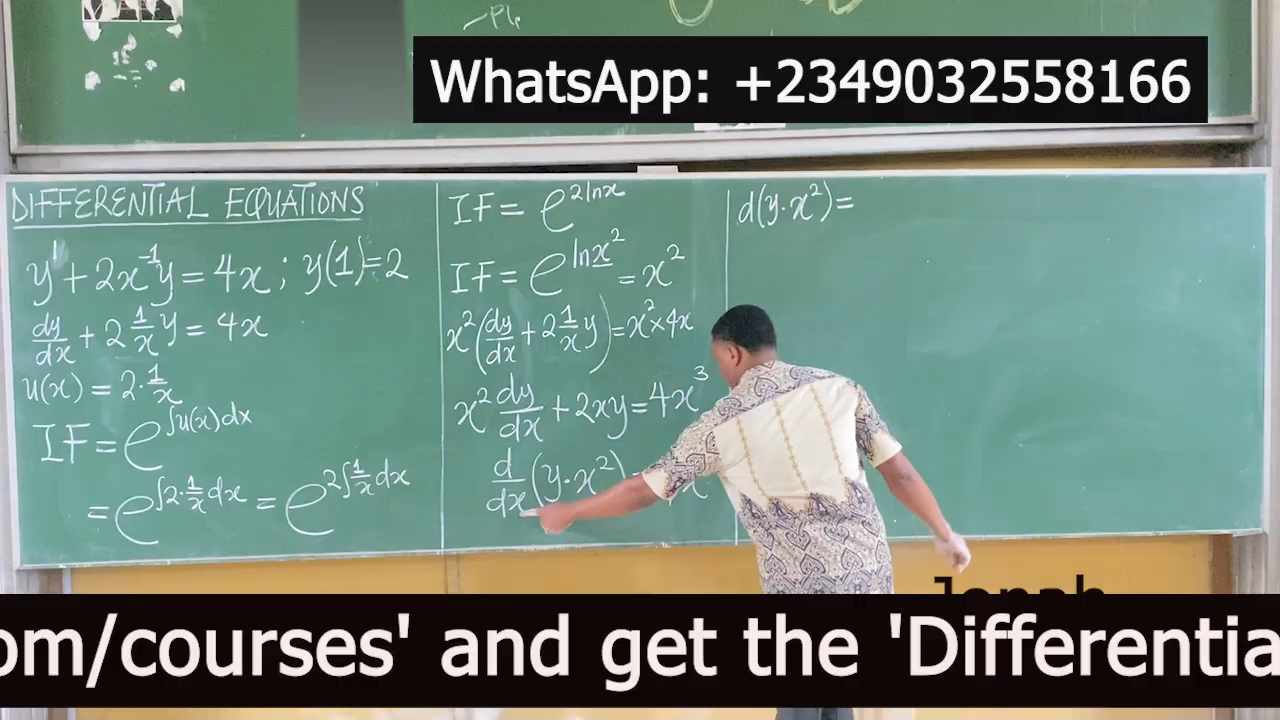 WhatsApp: +2349032558166
DIFFERENTIAL EQUATIONS
y' + 2x⁻¹y = 4x ; y(1) = 2
dy/dx + 2 1/x y = 4x
u(x) = 2·1/x
IF = e^∫u(x)dx
= e^∫2·1/x dx = e^2∫1/x dx
IF = e^2lnx
IF = e^lnx² = x²
x²(dy/dx + 2 1/x y) = x² × 4x
x² dy/dx + 2xy = 4x³
d/dx (y·x²)
d(y·x²) =
om/courses' and get the 'Differentia